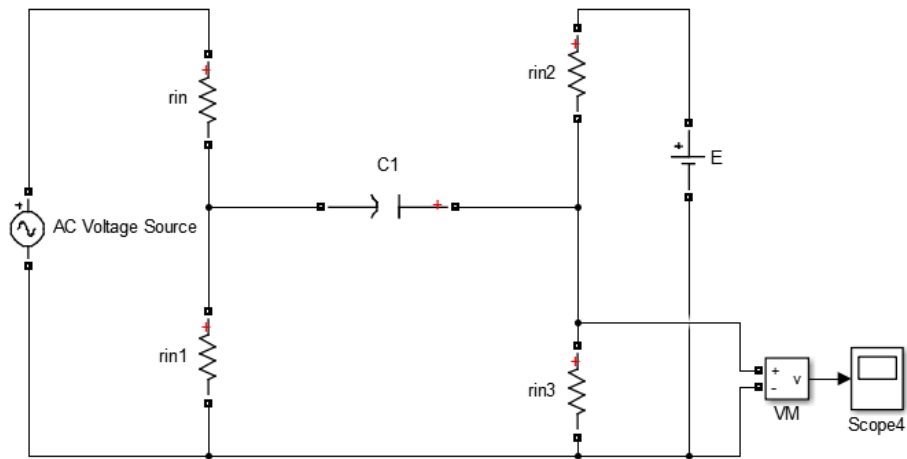 rin
rin2
C1
E
AC Voltage Source
rin1
rin3
v
VM
Scope4